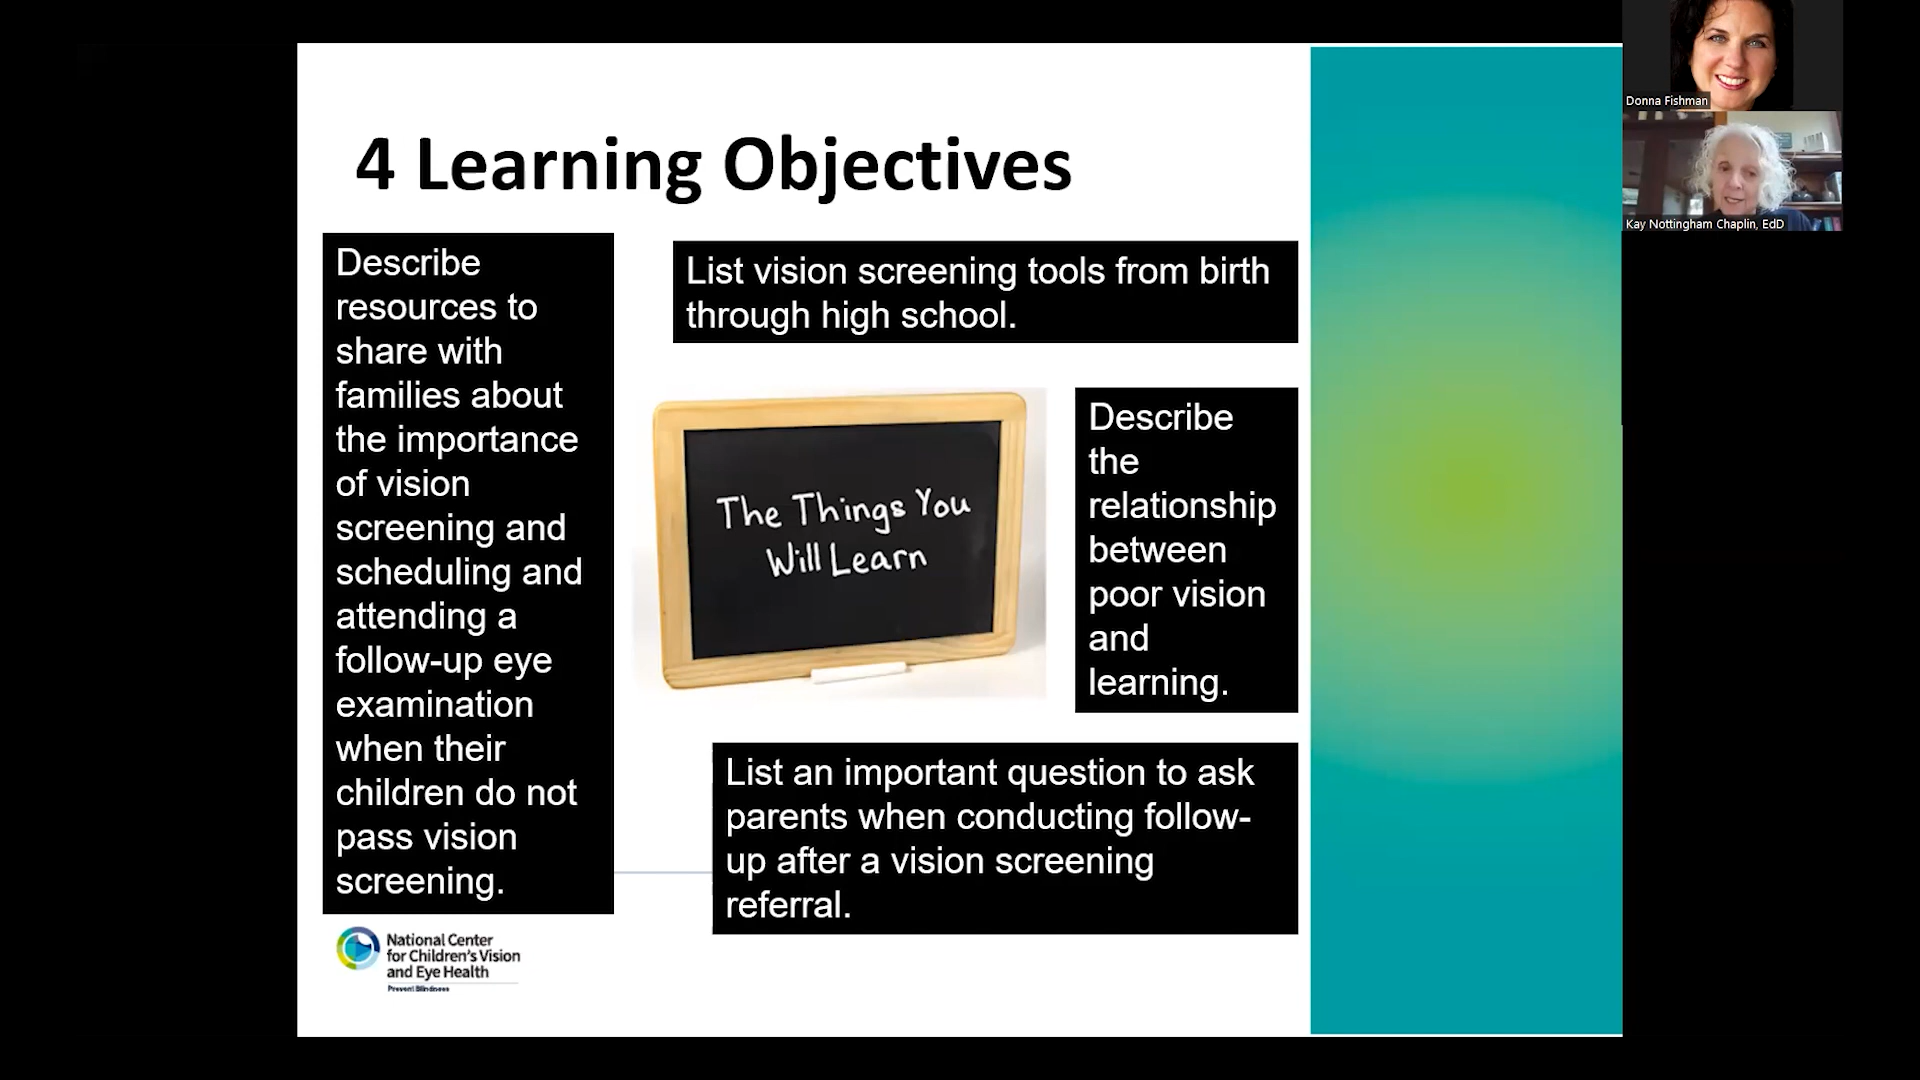 4 Learning Objectives
Describe
resources to
share with
families about
the importance
of vision
screening and
scheduling and
attending a
follow-up eye
examination
when their
children do not
pass vision
screening.
List vision screening tools from birth
through high school.
The Things You
Will Learn
Describe
the
relationship
between
poor vision
and
learning.
List an important question to ask
parents when conducting follow-
up after a vision screening
referral.
National Center
for Children's Vision
and Eye Health
Prevent Blindness
Donna Fishman
Kay Nottingham Chaplin, EdD